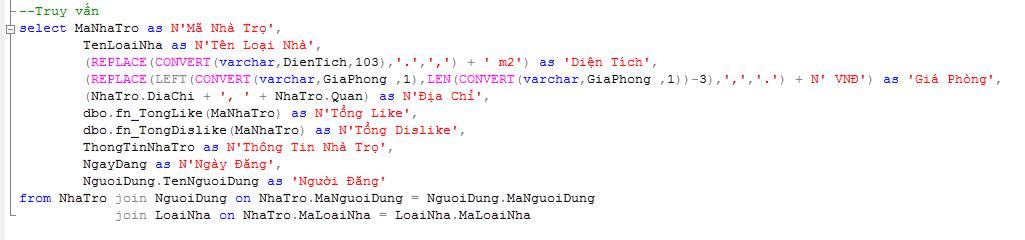 --Truy vấn
select MaNhaTro as N'Mã Nhà Trọ',
TenLoaiNha as N'Tên Loại Nhà',
(REPLACE(CONVERT(varchar,DienTich,103),'.',',') + ' m2') as 'Diện Tích',
(REPLACE(LEFT(CONVERT(varchar,GiaPhong ,1),LEN(CONVERT(varchar,GiaPhong ,1))-3),',','.') + N' VNĐ') as 'Giá Phòng',
(NhaTro.DiaChi + ', ' + NhaTro.Quan) as N'Địa Chỉ',
dbo.fn_TongLike(MaNhaTro) as N'Tổng Like',
dbo.fn_TongDislike(MaNhaTro) as N'Tổng Dislike',
ThongTinNhaTro as N'Thông Tin Nhà Trọ',
NgayDang as N'Ngày Đăng',
NguoiDung.TenNguoiDung as 'Người Đăng'
from NhaTro join NguoiDung on NhaTro.MaNguoiDung = NguoiDung.MaNguoiDung
join LoaiNha on NhaTro.MaLoaiNha = LoaiNha.MaLoaiNha